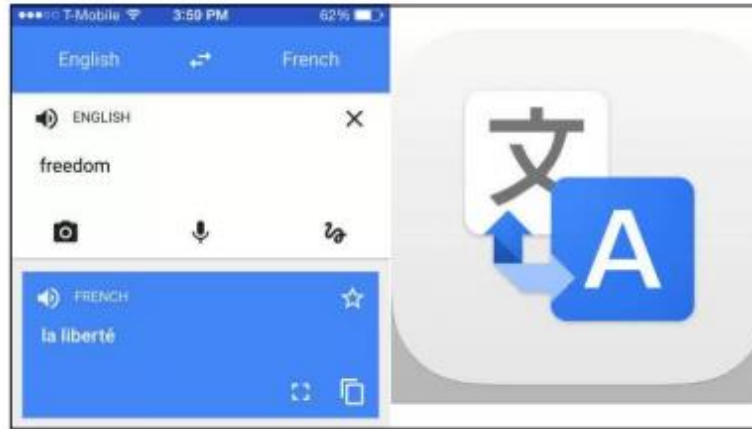 T-Mobile 3:59 PM 62%
English French
ENGLISH
freedom
FRENCH
la liberté
文
A